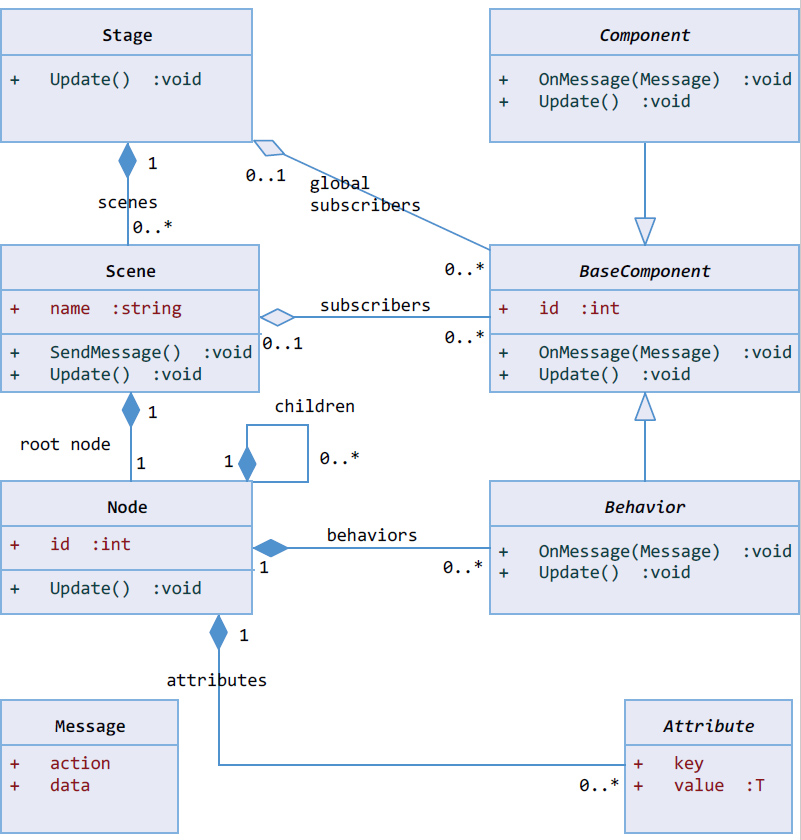 Stage
+ Update() :void
Component
+ OnMessage(Message) :void
+ Update() :void
1
scenes
0..*
0..1
global
subscribers
0..*
Scene
+ name :string
+ SendMessage() :void
+ Update() :void
subscribers
0..1
0..*
BaseComponent
+ id :int
+ OnMessage(Message) :void
+ Update() :void
1
root node
1
children
1
0..*
Node
+ id :int
+ Update() :void
behaviors
1
0..*
Behavior
+ OnMessage(Message) :void
+ Update() :void
1
attributes
0..*
Message
+ action
+ data
Attribute
+ key
+ value :T